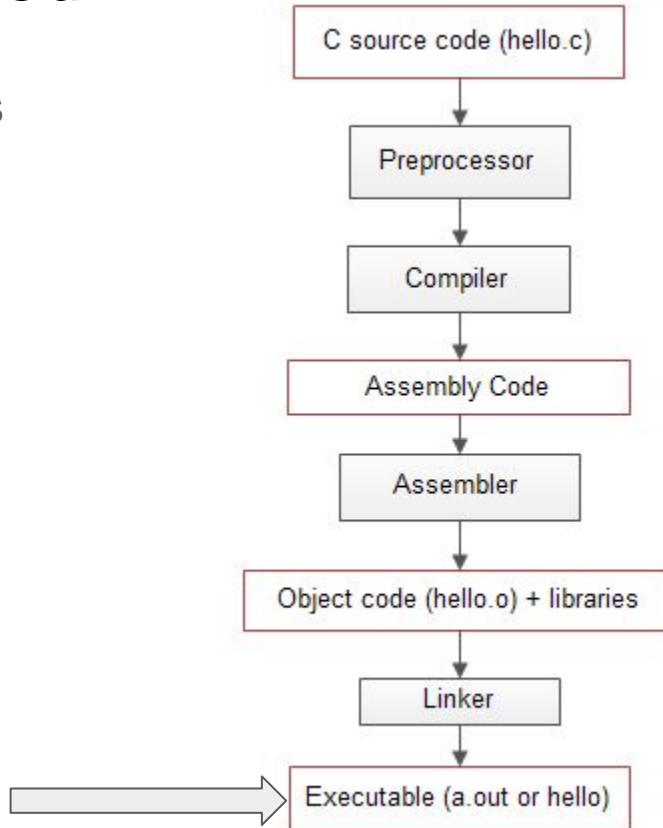 C source code (hello.c)
Preprocessor
Compiler
Assembly Code
Assembler
Object code (hello.o) + libraries
Linker
Executable (a.out or hello)